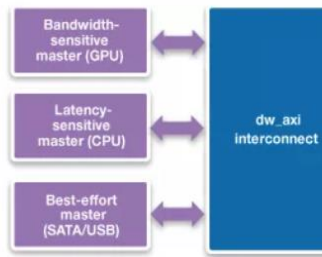 Bandwidth-
sensitive
master (GPU)
Latency-
sensitive
master (CPU)
Best-effort
master
(SATA/USB)
dw_axi
interconnect